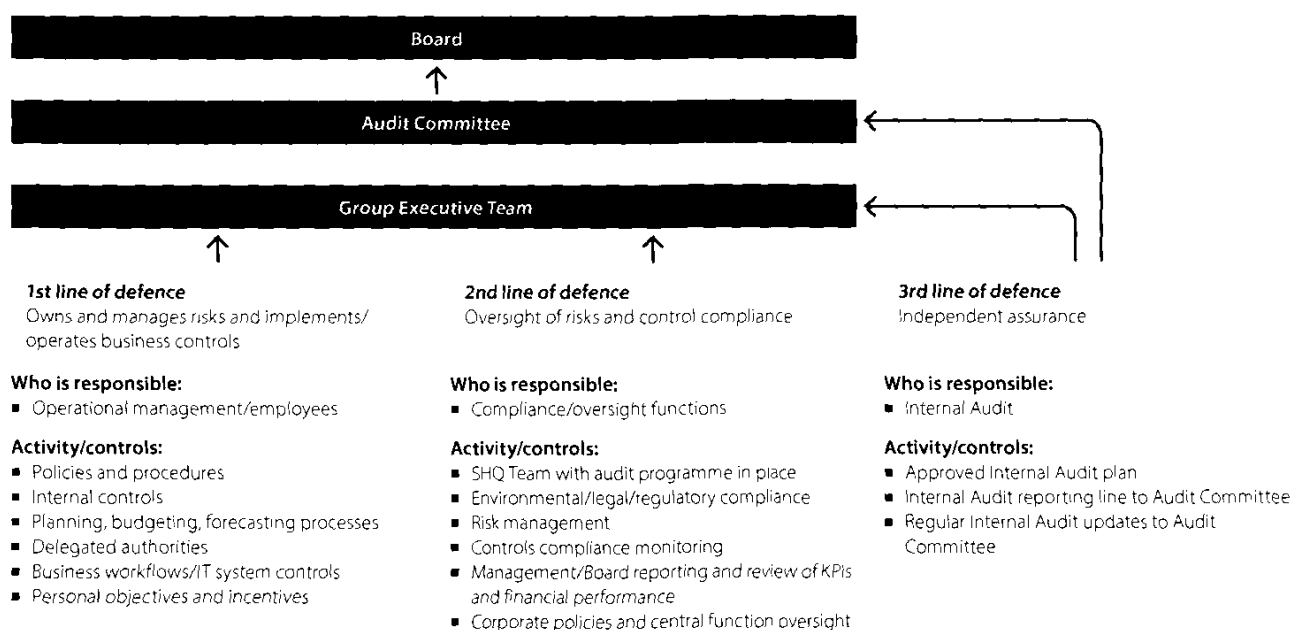 Board
Audit Committee
Group Executive Team
1st line of defence
Owns and manages risks and implements/
operates business controls
Who is responsible:
■ Operational management/employees
Activity/controls:
■ Policies and procedures
■ Internal controls
■ Planning, budgeting, forecasting processes
■ Delegated authorities
■ Business workflows/IT system controls
■ Personal objectives and incentives
2nd line of defence
Oversight of risks and control compliance
Who is responsible:
■ Compliance/oversight functions
Activity/controls:
■ SHQ Team with audit programme in place
■ Environmental/legal/regulatory compliance
■ Risk management
■ Controls compliance monitoring
■ Management/Board reporting and review of KPIs
and financial performance
■ Corporate policies and central function oversight
3rd line of defence
Independent assurance
Who is responsible:
■ Internal Audit
Activity/controls:
■ Approved Internal Audit plan
■ Internal Audit reporting line to Audit Committee
■ Regular Internal Audit updates to Audit
Committee